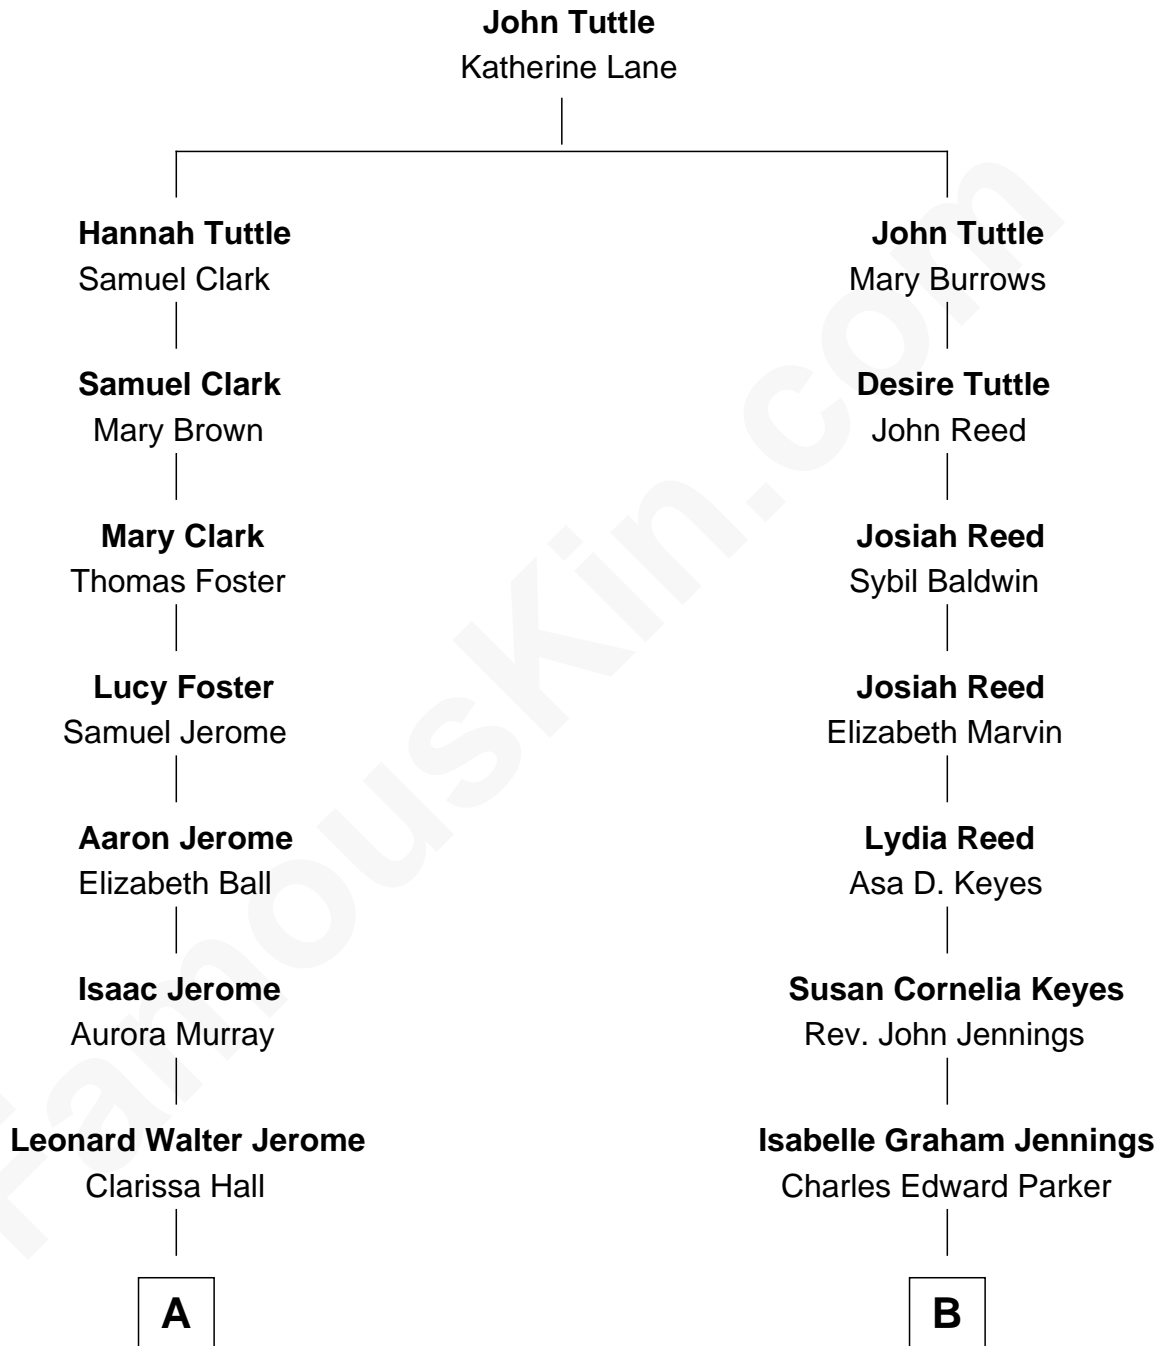 John Tuttle
Katherine Lane
Hannah Tuttle
Samuel Clark
John Tuttle
Mary Burrows
Samuel Clark
Mary Brown
Desire Tuttle
John Reed
Mary Clark
Thomas Foster
Josiah Reed
Sybil Baldwin
Lucy Foster
Samuel Jerome
Josiah Reed
Elizabeth Marvin
Aaron Jerome
Elizabeth Ball
Lydia Reed
Asa D. Keyes
Isaac Jerome
Aurora Murray
Susan Cornelia Keyes
Rev. John Jennings
Leonard Walter Jerome
Clarissa Hall
Isabelle Graham Jennings
Charles Edward Parker
A
B
FamousKin.com